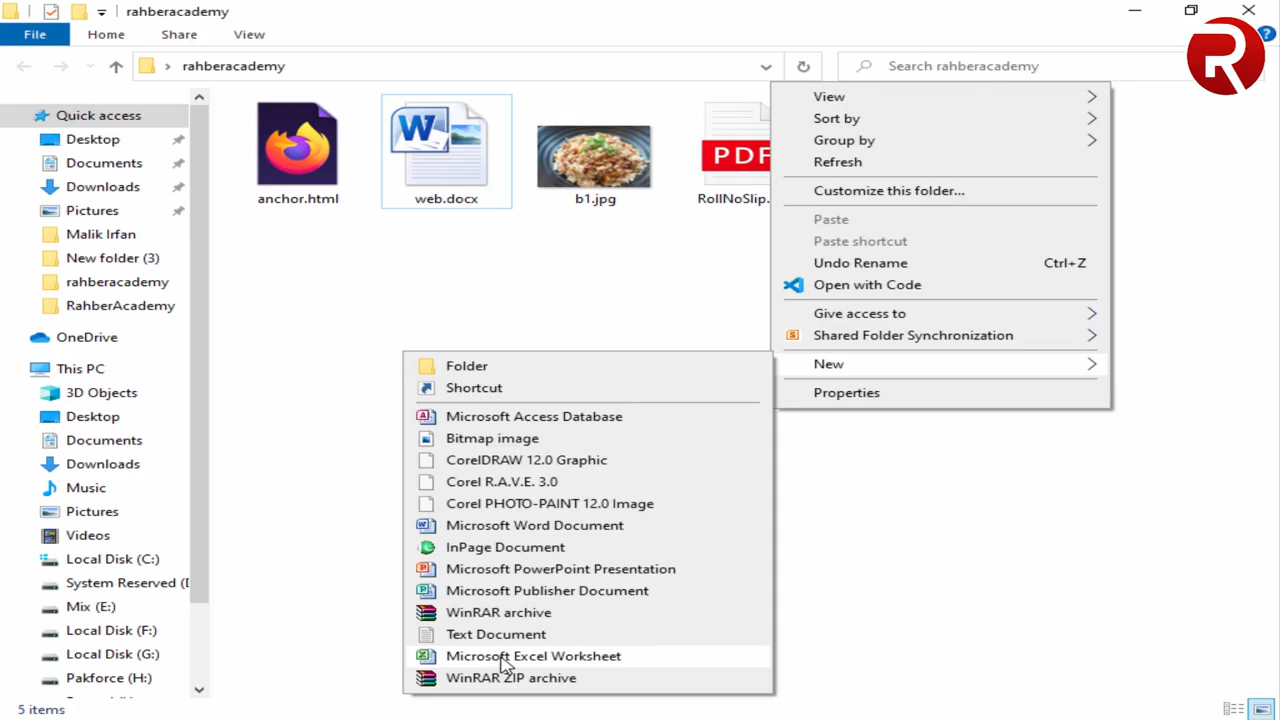 rahberacademy
File
Home
Share
View
rahberacademy
Search rahberacademy
Quick access
Desktop
Documents
Downloads
Pictures
Malik Irfan
New folder (3)
rahberacademy
RahberAcademy
OneDrive
This PC
3D Objects
Desktop
Documents
Downloads
Music
Pictures
Videos
Local Disk (C:)
System Reserved (
Mix (E:)
Local Disk (F:)
Local Disk (G:)
Pakforce (H:)
W
PDF
anchor.html
web.docx
b1.jpg
RollNoSlip.
View
Sort by
Group by
Refresh
Customize this folder...
Paste
Paste shortcut
Undo Rename Ctrl+Z
Open with Code
Give access to
S Shared Folder Synchronization
New
Properties
Folder
Shortcut
Microsoft Access Database
Bitmap image
CorelDRAW 12.0 Graphic
Corel R.A.V.E. 3.0
Corel PHOTO-PAINT 12.0 Image
Microsoft Word Document
InPage Document
Microsoft PowerPoint Presentation
Microsoft Publisher Document
WinRAR archive
Text Document
Microsoft Excel Worksheet
WinRAR ZIP archive
5 items
R
?